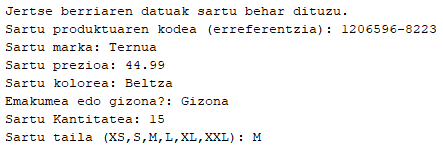 Jertse berriaren datuak sartu behar dituzu.
Sartu produktuaren kodea (erreferentzia): 1206596-8223
Sartu marka: Ternua
Sartu prezioa: 44.99
Sartu kolorea: Beltza
Emakumea edo gizona?: Gizona
Sartu Kantitatea: 15
Sartu taila (XS,S,M,L,XL,XXL): M